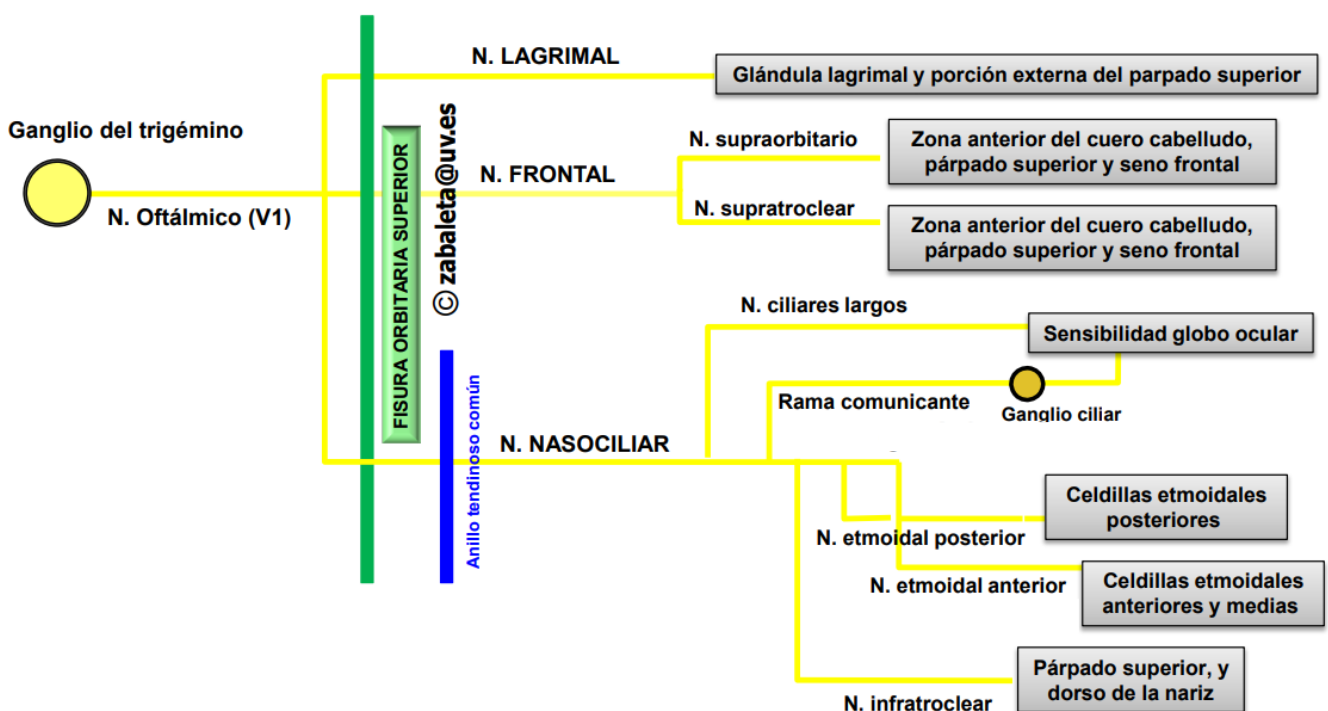 N. LAGRIMAL
Glándula lagrimal y porción externa del parpado superior
Ganglio del trigémino
N. Oftálmico (V1)
FISURA ORBITARIA SUPERIOR
© zabaleta@uv.es
N. FRONTAL
N. supraorbitario
Zona anterior del cuero cabelludo,
párpado superior y seno frontal
N. supratroclear
Zona anterior del cuero cabelludo,
párpado superior y seno frontal
Anillo tendinoso común
N. NASOCILIAR
N. ciliares largos
Sensibilidad globo ocular
Rama comunicante
Ganglio ciliar
N. etmoidal posterior
Celdillas etmoidales
posteriores
N. etmoidal anterior
Celdillas etmoidales
anteriores y medias
N. infratroclear
Párpado superior, y
dorso de la nariz